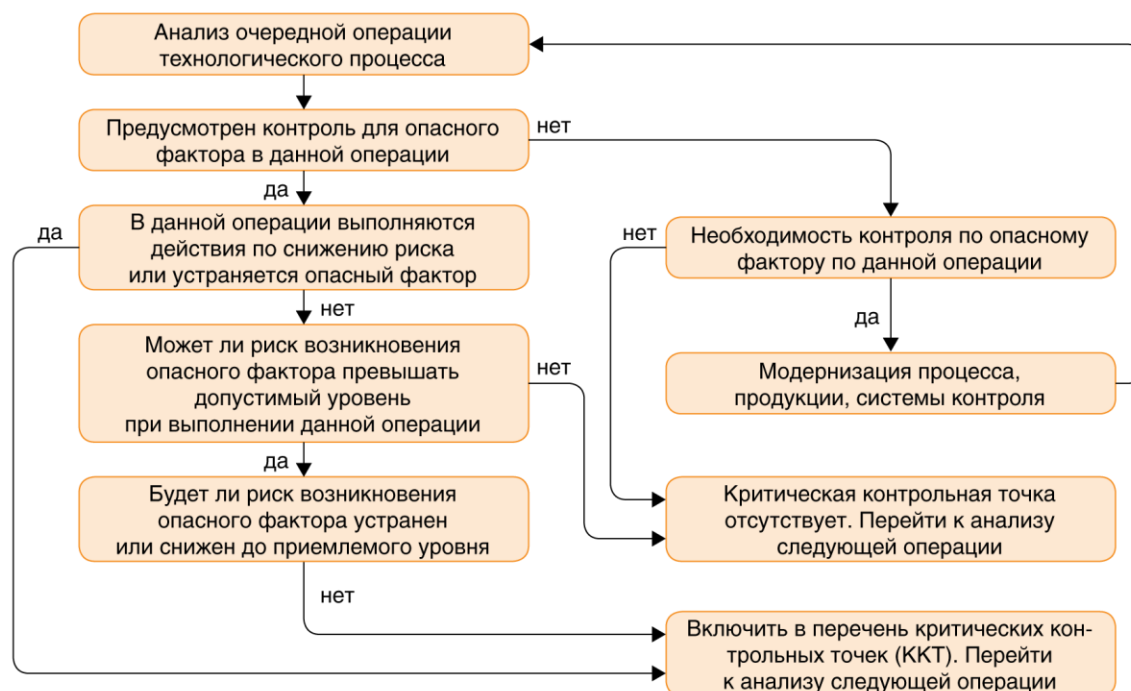 Анализ очередной операции
технологического процесса
Предусмотрен контроль для опасного
фактора в данной операции
нет
да
В данной операции выполняются
действия по снижению риска
или устраняется опасный фактор
да
нет
Необходимость контроля по опасному
фактору по данной операции
нет
да
Может ли риск возникновения
опасного фактора превышать
допустимый уровень
при выполнении данной операции
нет
да
Модернизация процесса,
продукции, системы контроля
Будет ли риск возникновения
опасного фактора устранен
или снижен до приемлемого уровня
нет
Критическая контрольная точка
отсутствует. Перейти к анализу
следующей операции
Включить в перечень критических кон-
трольных точек (ККТ). Перейти
к анализу следующей операции